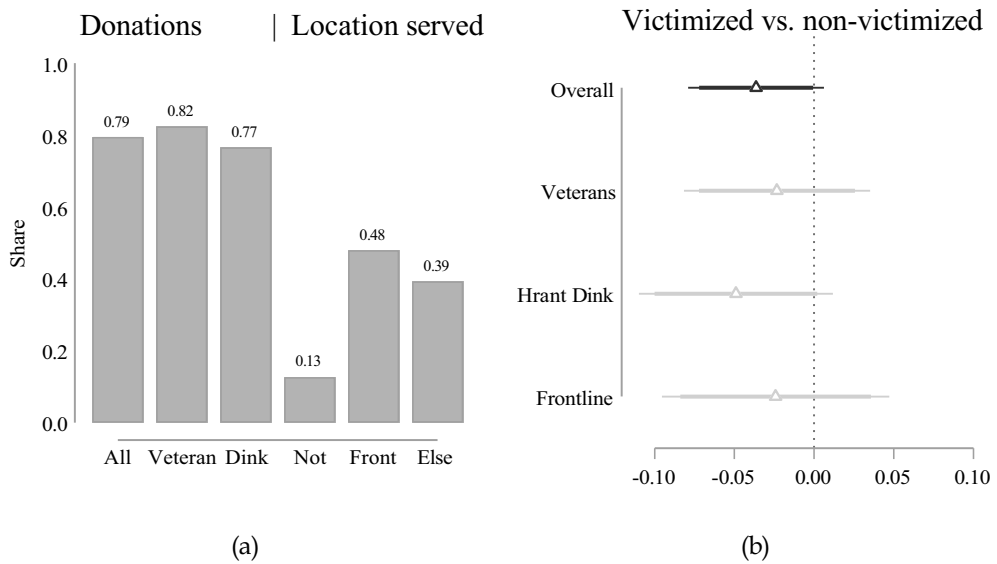 Donations | Location served
1.0
0.8
0.6
0.4
0.2
0.0
Share
0.79
0.82
0.77
0.13
0.48
0.39
All Veteran Dink Not Front Else
(a)
Victimized vs. non-victimized
Overall
Veterans
Hrant Dink
Frontline
-0.10 -0.05 0.00 0.05 0.10
(b)